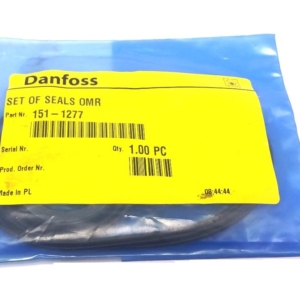 Danfoss
SET OF SEALS OMR
Part Nr. 151-1277
Serial Nr. Qty. 1.00 PC
Prod. Order Nr.
Made in PL 08:44:44